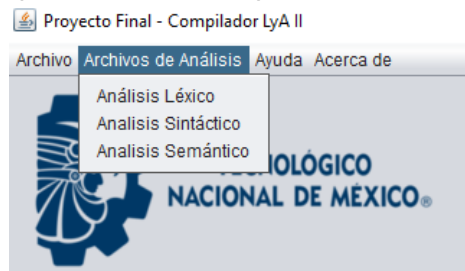 Proyecto Final - Compilador LyA II
Archivo Archivos de Análisis Ayuda Acerca de
Análisis Léxico
Analisis Sintáctico
Analisis Semántico
NACIONAL DE MÉXICO®